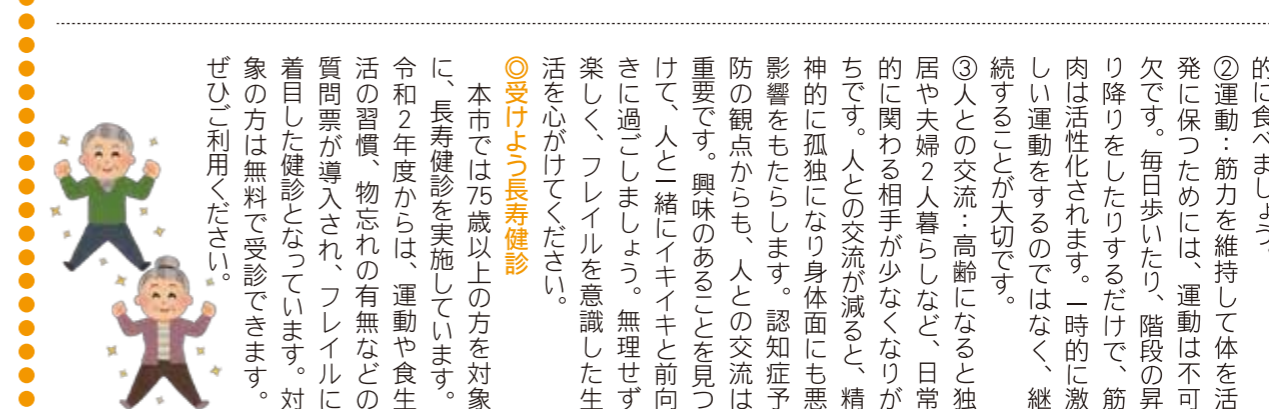 的に食べましょう。
②運動：筋力を維持して体を活
発に保つためには、運動は不可
欠です。毎日歩いたり、階段の昇
り降りをしたりするだけで、筋
肉は活性化されます。一時的に激
しい運動をするのではなく、継
続することが大切です。
③人との交流：高齢になると独
居や夫婦2人暮らしなど、日常
的に関わる相手が少なくなりが
ちです。人との交流が減ると、精
神的に孤独になり身体面にも悪
影響をもたらします。認知症予
防の観点からも、人との交流は
重要です。興味のあることを見つ
けて、人と一緒にイキイキと前向
きに過ごしましょう。無理せず
楽しく、フレイルを意識した生
活を心がけてください。
◎受けよう長寿健診
本市では75歳以上の方を対象
に、長寿健診を実施しています。
令和2年度からは、運動や食生
活の習慣、物忘れの有無などの
質問票が導入され、フレイルに
着目した健診となっています。対
象の方は無料で受診できます。
ぜひご利用ください。